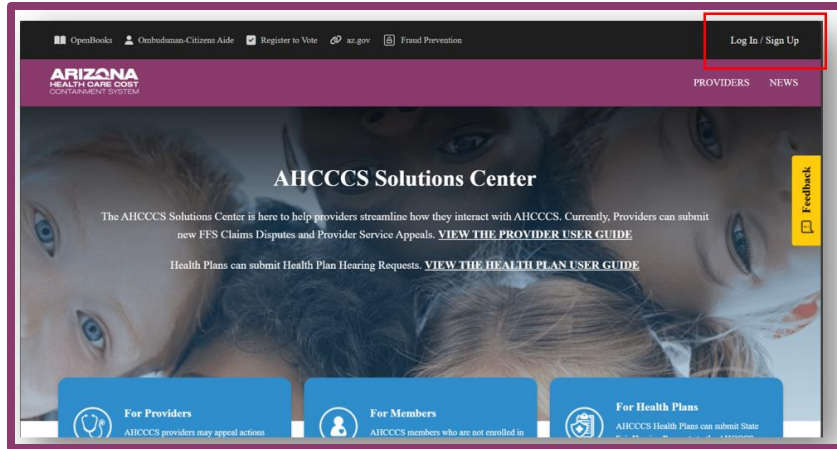 OpenBooks Ombudsman-Citizens Aide Register to Vote az.gov Fraud Prevention Log In / Sign Up
ARIZONA
HEALTH CARE COST
CONTAINMENT SYSTEM
PROVIDERS NEWS
AHCCCS Solutions Center
The AHCCCS Solutions Center is here to help providers streamline how they interact with AHCCCS. Currently, Providers can submit
new FFS Claims Disputes and Provider Service Appeals. VIEW THE PROVIDER USER GUIDE
Health Plans can submit Health Plan Hearing Requests. VIEW THE HEALTH PLAN USER GUIDE
Feedback
For Providers
AHCCCS providers may appeal actions
For Members
AHCCCS members who are not enrolled in
For Health Plans
AHCCCS Health Plans can submit State